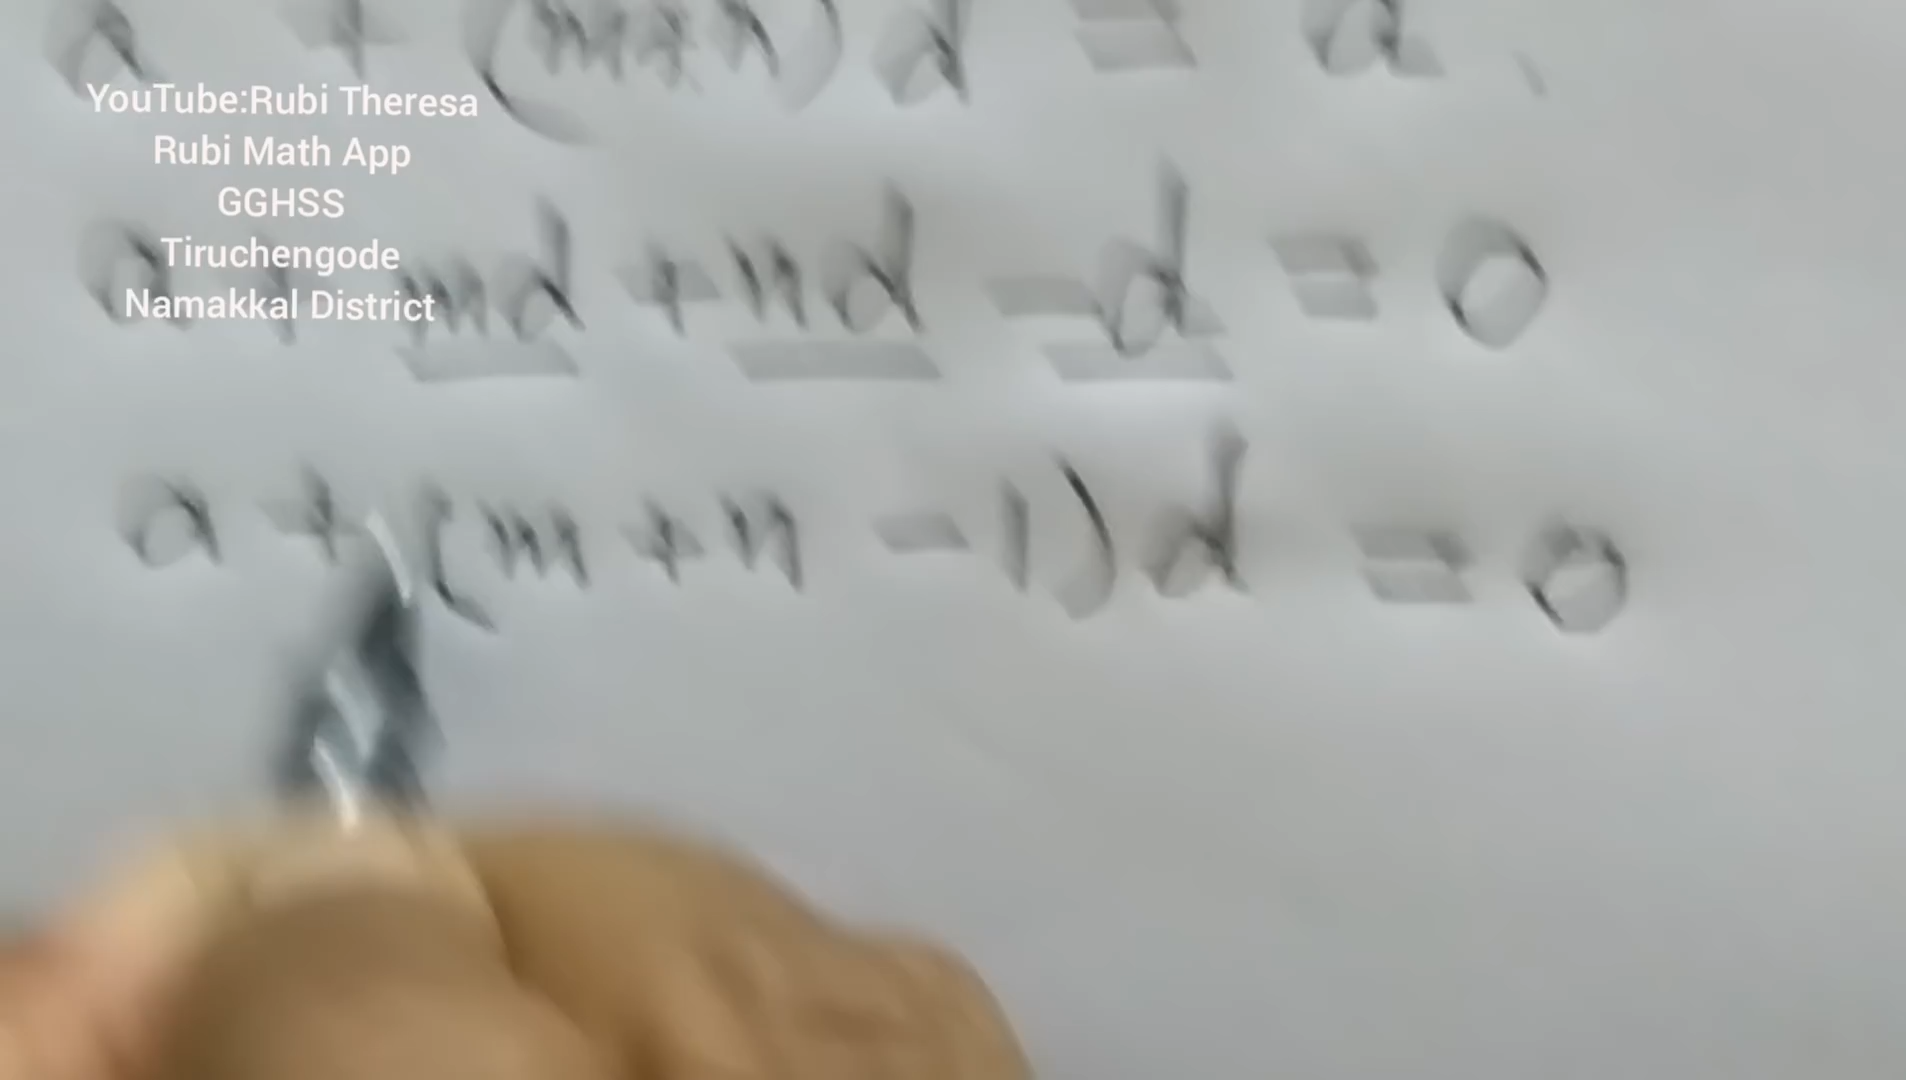 a + (m+n)d = d
YouTube:Rubi Theresa
Rubi Math App
GGHSS
Tiruchengode
Namakkal District
a + md + nd - d = 0
a + (m + n - 1) d = 0